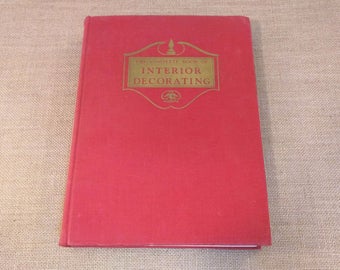 THE COMPLETE BOOK OF
INTERIOR
DECORATING